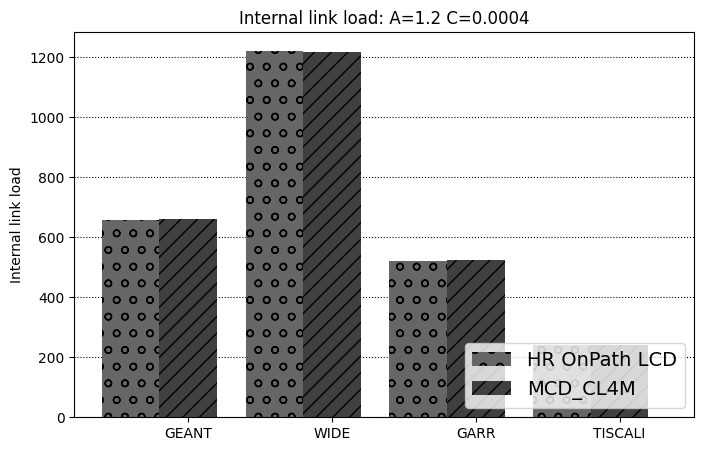 Internal link load: A=1.2 C=0.0004
Internal link load
1200
1000
800
600
400
200
0
HR OnPath LCD
MCD_CL4M
GEANT
WIDE
GARR
TISCALI